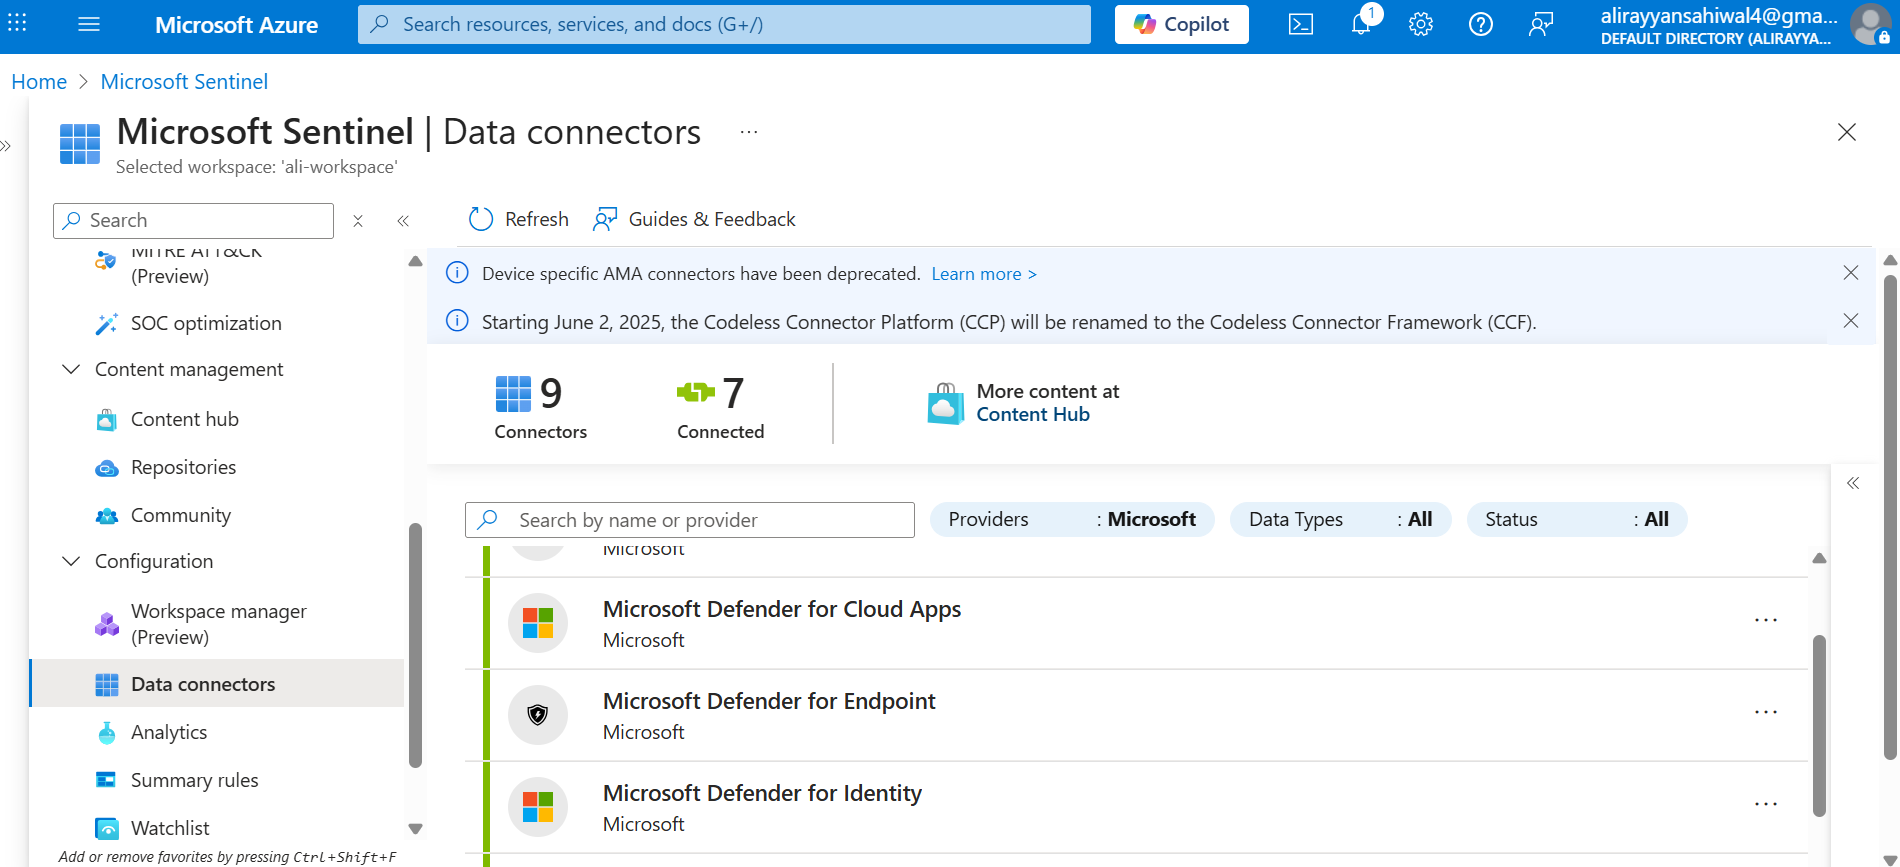 Microsoft Azure
Search resources, services, and docs (G+/)
Copilot
1
alirayyansahiwal4@gma...
DEFAULT DIRECTORY (ALIRAYYA...
Home > Microsoft Sentinel
Microsoft Sentinel | Data connectors ...
Selected workspace: 'ali-workspace'
Search
Refresh
Guides & Feedback
MITRE ATT&CK
(Preview)
SOC optimization
Content management
Content hub
Repositories
Community
Configuration
Workspace manager
(Preview)
Data connectors
Analytics
Summary rules
Watchlist
Add or remove favorites by pressing Ctrl+Shift+F
Device specific AMA connectors have been deprecated. Learn more >
Starting June 2, 2025, the Codeless Connector Platform (CCP) will be renamed to the Codeless Connector Framework (CCF).
9
Connectors
7
Connected
More content at
Content Hub
Search by name or provider
Providers : Microsoft
Data Types : All
Status : All
Microsoft
Microsoft Defender for Cloud Apps
Microsoft
Microsoft Defender for Endpoint
Microsoft
Microsoft Defender for Identity
Microsoft